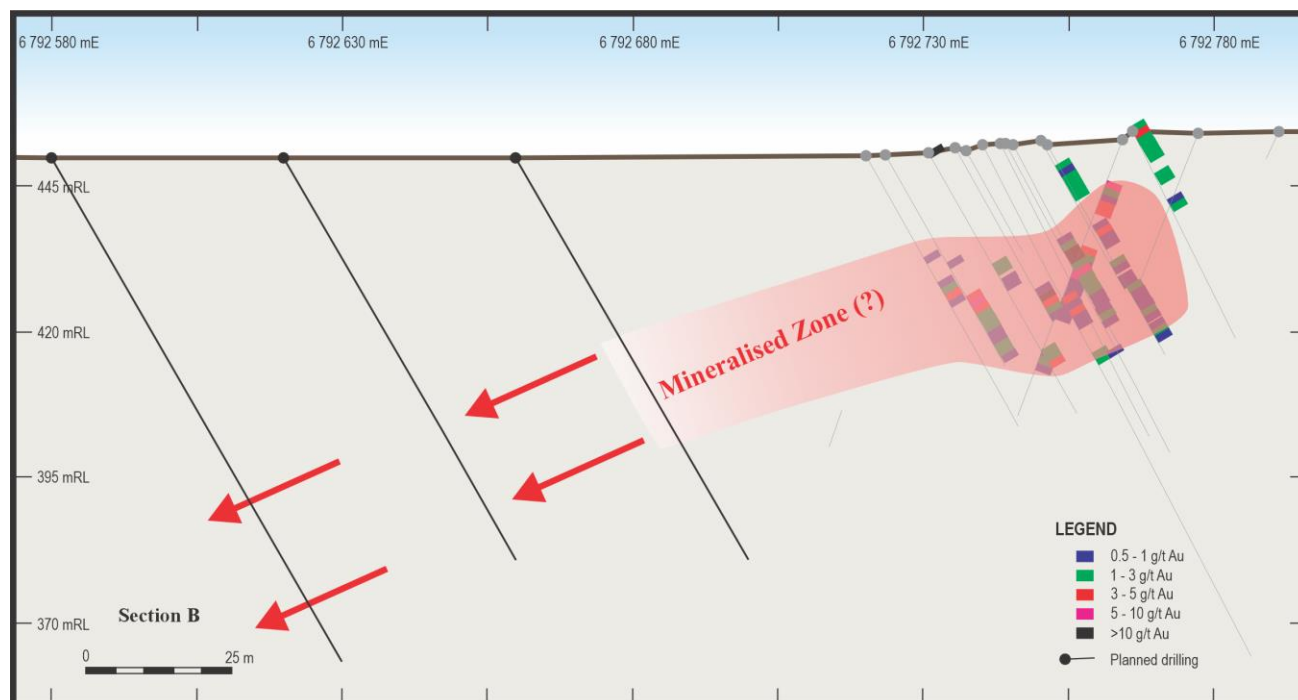 6 792 580 mE
6 792 630 mE
6 792 680 mE
6 792 730 mE
6 792 780 mE
445 mRL
420 mRL
395 mRL
370 mRL
Mineralised Zone (?)
Section B
0
25 m
LEGEND
0.5 - 1 g/t Au
1 - 3 g/t Au
3 - 5 g/t Au
5 - 10 g/t Au
>10 g/t Au
Planned drilling